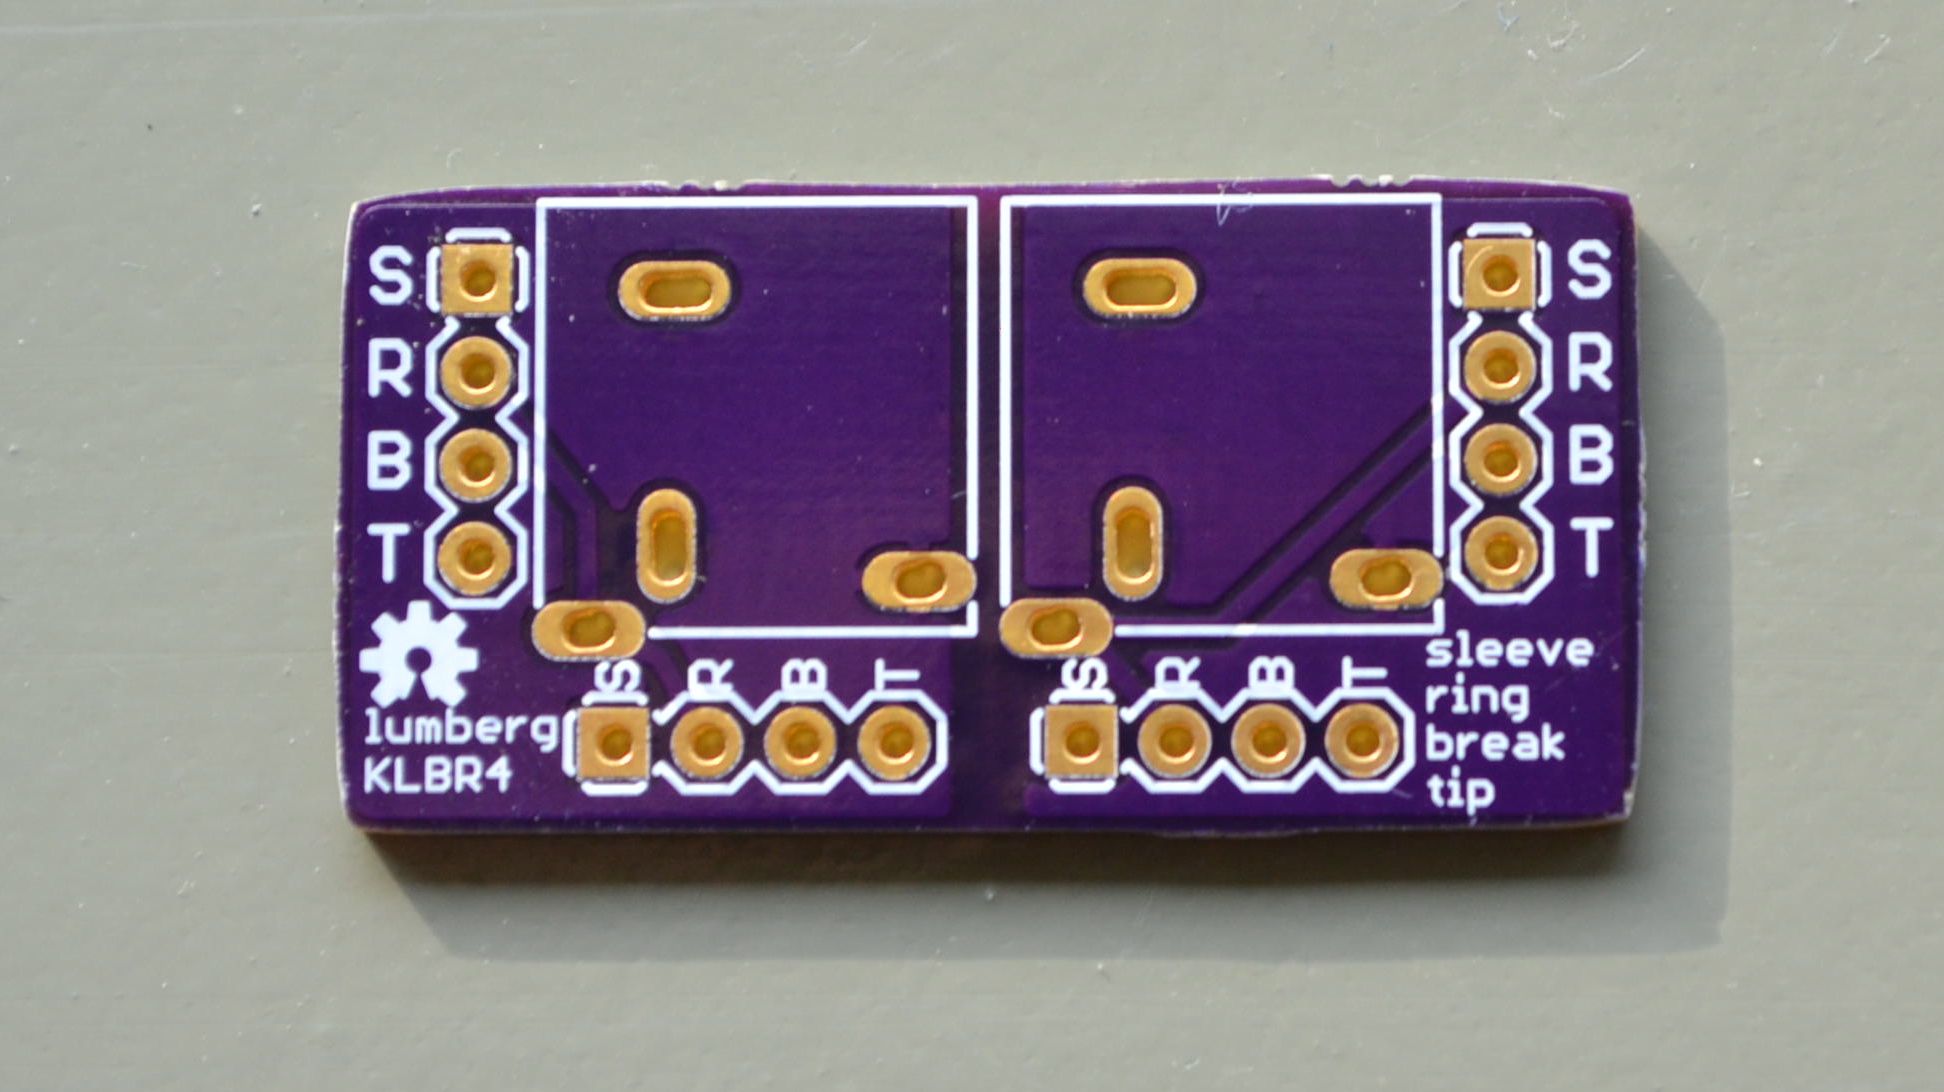 S
R
B
T
S
R
B
T
lumberg
KLBR4
S R B T
S R B T
sleeve
ring
break
tip